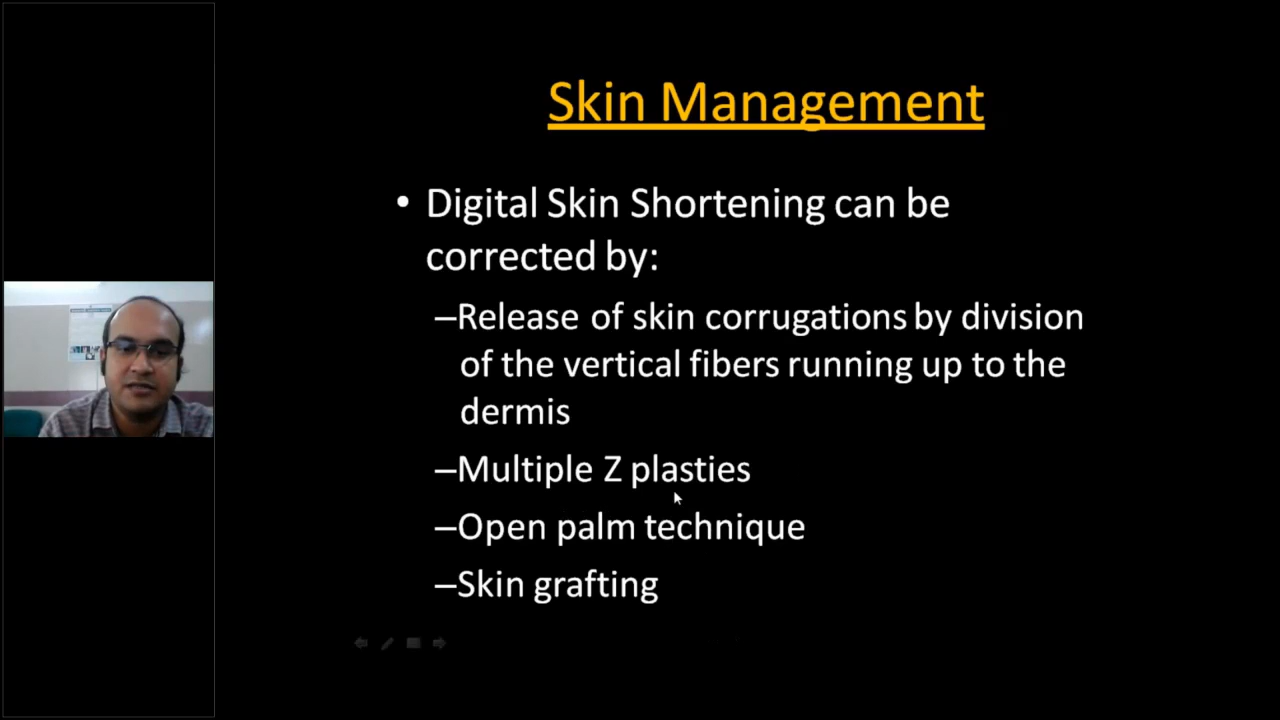 Skin Management
• Digital Skin Shortening can be
corrected by:
–Release of skin corrugations by division
of the vertical fibers running up to the
dermis
–Multiple Z plasties
–Open palm technique
–Skin grafting